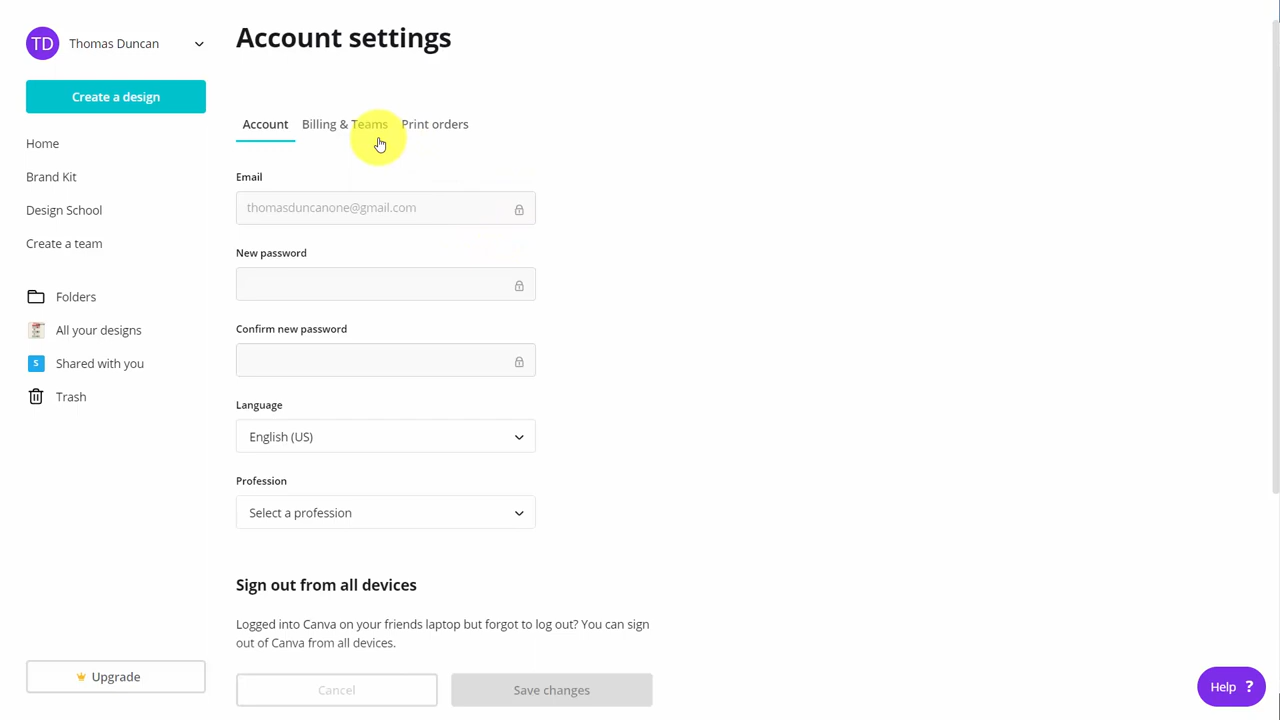 TD
Thomas Duncan
Create a design
Home
Brand Kit
Design School
Create a team
Folders
All your designs
S
Shared with you
Trash
Upgrade
Account settings
Account
Billing & Teams
Print orders
Email
thomasduncanone@gmail.com
New password
Confirm new password
Language
English (US)
Profession
Select a profession
Sign out from all devices
Logged into Canva on your friends laptop but forgot to log out? You can sign
out of Canva from all devices.
Cancel
Save changes
Help ?